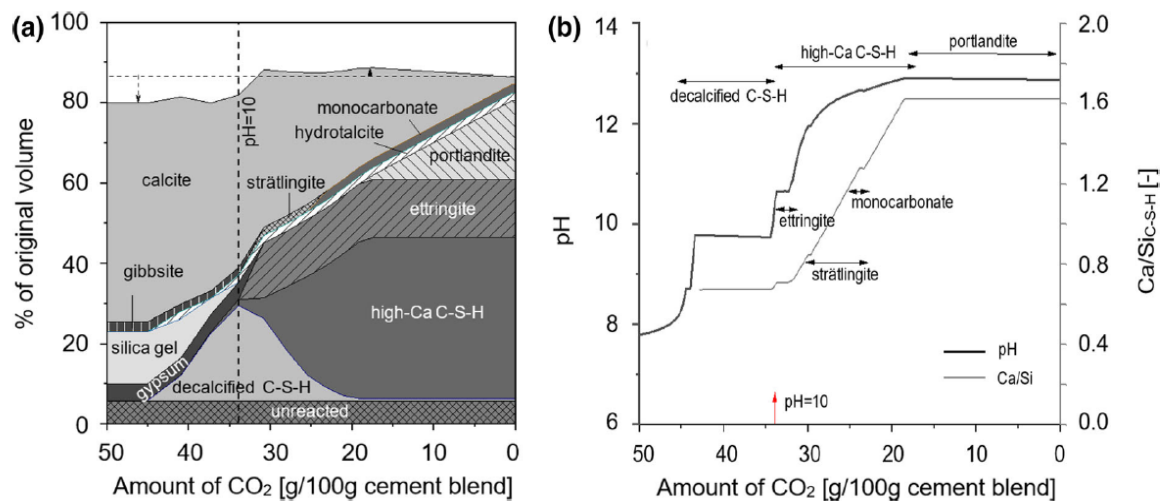 (a)
100
80
60
40
20
0
% of original volume
50
40
30
20
10
0
Amount of CO₂ [g/100g cement blend]
pH=10
calcite
monocarbonate
hydrotalcite
portlandite
strätlingite
ettringite
gibbsite
high-Ca C-S-H
silica gel
gypsum
decalcified C-S-H
unreacted
(b)
14
12
10
8
6
pH
2.0
1.6
1.2
0.8
0.4
0.0
Ca/Si_C-S-H [-]
50
40
30
20
10
0
Amount of CO₂ [g/100g cement blend]
portlandite
high-Ca C-S-H
decalcified C-S-H
ettringite
monocarbonate
strätlingite
pH
Ca/Si
pH=10